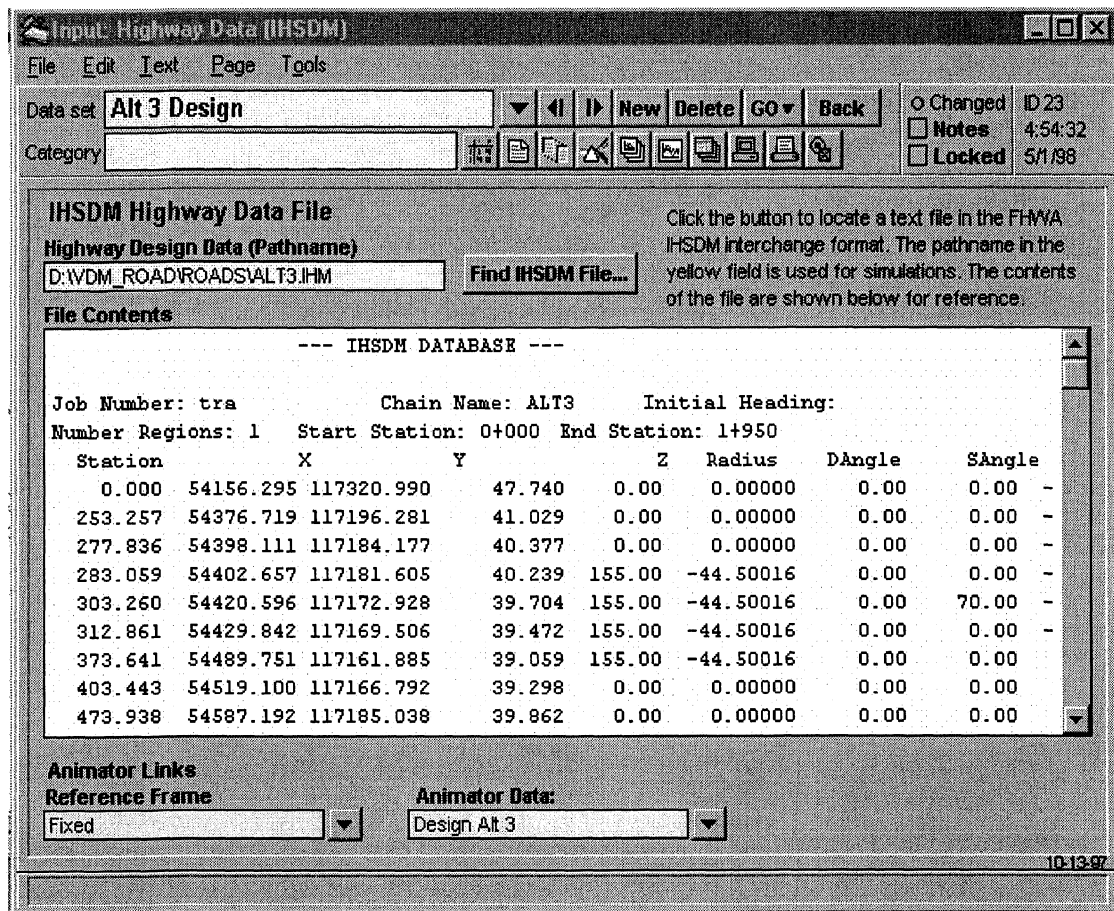 Input: Highway Data (IHSDM)
File Edit Text Page Tools
Data set Alt 3 Design New Delete GO Back Changed ID 23
Notes 4:54:32
Category Locked 5/1/98
IHSDM Highway Data File
Highway Design Data (Pathname)
D:\VDM_ROAD\ROADS\ALT3.IHM Find IHSDM File...
Click the button to locate a text file in the FHWA
IHSDM interchange format. The pathname in the
yellow field is used for simulations. The contents
of the file are shown below for reference.
File Contents
--- IHSDM DATABASE ---
Job Number: tra Chain Name: ALT3 Initial Heading:
Number Regions: 1 Start Station: 0+000 End Station: 1+950
Station X Y Z Radius DAngle SAngle
0.000 54156.295 117320.990 47.740 0.00 0.00000 0.00 0.00 -
253.257 54376.719 117196.281 41.029 0.00 0.00000 0.00 0.00 -
277.836 54398.111 117184.177 40.377 0.00 0.00000 0.00 0.00 -
283.059 54402.657 117181.605 40.239 155.00 -44.50016 0.00 0.00 -
303.260 54420.596 117172.928 39.704 155.00 -44.50016 0.00 70.00 -
312.861 54429.842 117169.506 39.472 155.00 -44.50016 0.00 0.00 -
373.641 54489.751 117161.885 39.059 155.00 -44.50016 0.00 0.00
403.443 54519.100 117166.792 39.298 0.00 0.00000 0.00 0.00
473.938 54587.192 117185.038 39.862 0.00 0.00000 0.00 0.00
Animator Links
Reference Frame Animator Data:
Fixed Design Alt 3
10-13-97